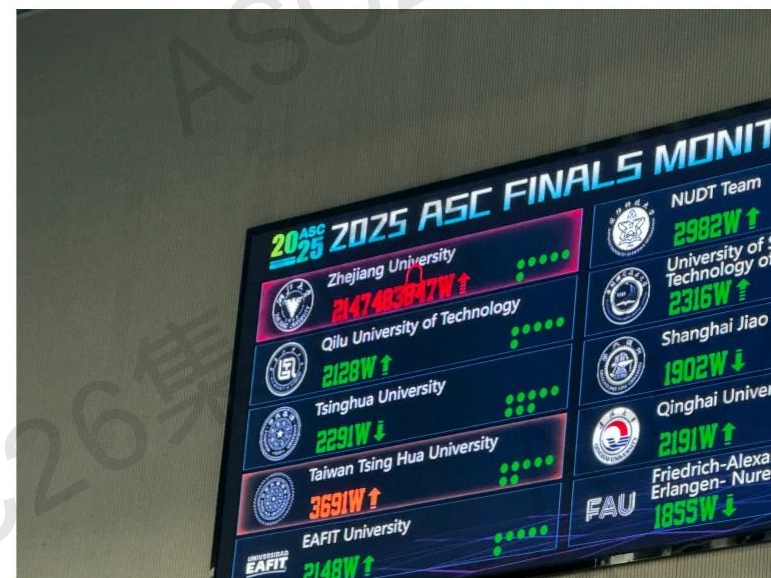 20 ASC 25 2025 ASC FINALS MONIT
Zhejiang University
2147483647W
Qilu University of Technology
2128W
Tsinghua University
2291W
Taiwan Tsing Hua University
3691W
UNIVERSIDAD EAFIT
EAFIT University
2148W
NUDT Team
2982W
University of S
Technology of
2316W
Shanghai Jiao
1902W
Qinghai Univer
2191W
FAU
Friedrich-Alexa
Erlangen- Nure
1855W